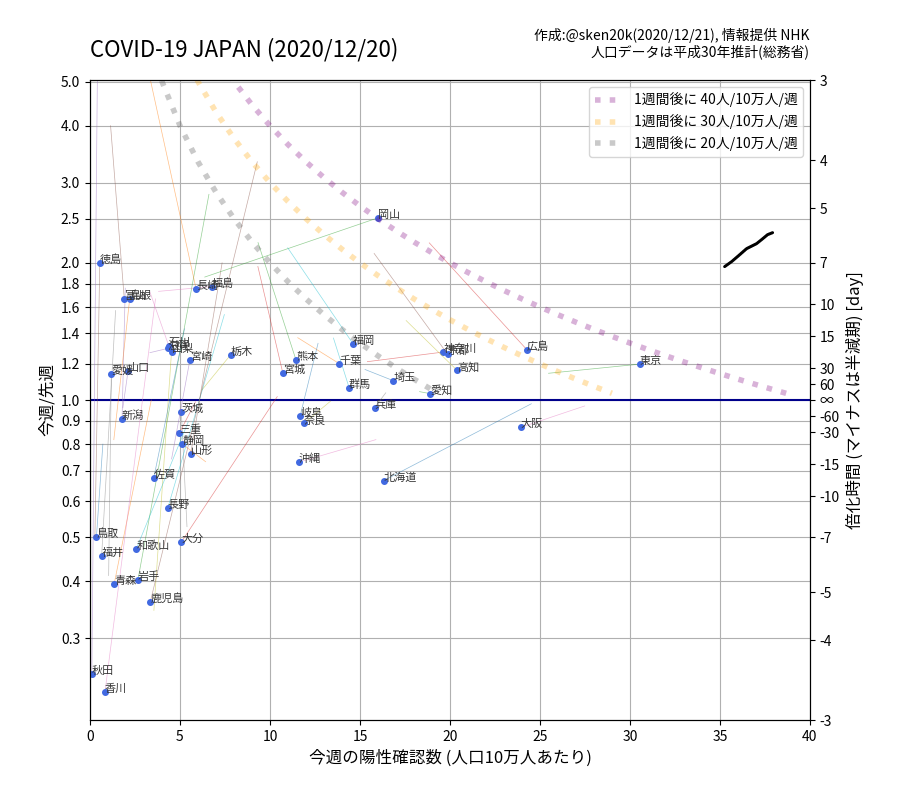 COVID-19 JAPAN (2020/12/20)
作成:@sken20k(2020/12/21), 情報提供 NHK
人口データは平成30年推計(総務省)
1週間後に 40人/10万人/週
1週間後に 30人/10万人/週
1週間後に 20人/10万人/週
5.0
4.0
3.0
2.5
2.0
1.8
1.6
1.4
1.2
1.0
0.9
0.8
0.7
0.6
0.5
0.4
0.3
今週/先週
3
4
5
7
10
15
30
60
∞
-60
-30
-15
-10
-7
-5
-4
-3
倍化時間 (マイナスは半減期) [day]
岡山
徳島
長崎
福島
島根
石川
栃木
宮崎
福岡
神奈川
京都
広島
東京
高知
千葉
熊本
宮城
埼玉
群馬
愛知
愛媛
山口
兵庫
新潟
茨城
岐阜
奈良
大阪
三重
静岡
山形
沖縄
北海道
佐賀
長野
鳥取
大分
和歌山
福井
青森
岩手
鹿児島
秋田
香川
0
5
10
15
20
25
30
35
40
今週の陽性確認数 (人口10万人あたり)